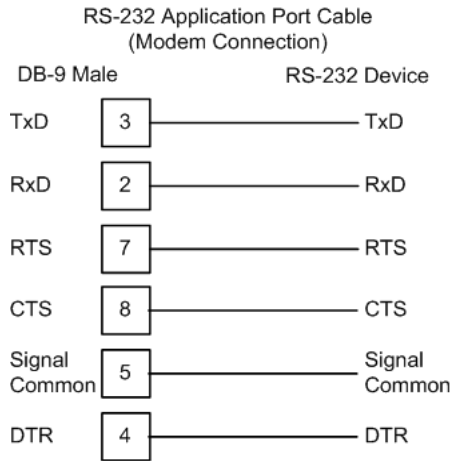 RS-232 Application Port Cable
(Modem Connection)
DB-9 Male RS-232 Device
TxD 3 TxD
RxD 2 RxD
RTS 7 RTS
CTS 8 CTS
Signal Common 5 Signal Common
DTR 4 DTR